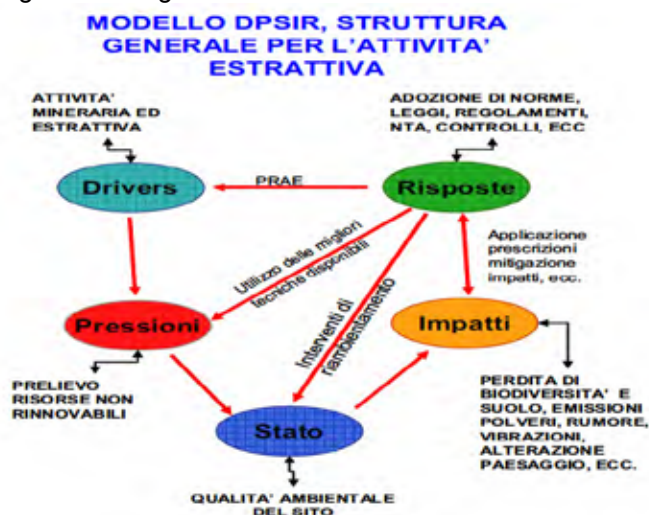 MODELLO DPSIR, STRUTTURA
GENERALE PER L'ATTIVITA'
ESTRATTIVA
ATTIVITA'
MINERARIA ED
ESTRATTIVA
ADOZIONE DI NORME,
LEGGI, REGOLAMENTI,
NTA, CONTROLLI, ECC
Drivers
PRAE
Risposte
Utilizzo delle migliori
tecniche disponibili
Applicazione
prescrizioni
mitigazione
impatti, ecc.
Interventi di
riambientamento
Pressioni
Impatti
PRELIEVO
RISORSE NON
RINNOVABILI
Stato
PERDITA DI
BIODIVERSITA' E
SUOLO, EMISSIONI
POLVERI, RUMORE,
VIBRAZIONI,
ALTERAZIONE
PAESAGGIO, ECC.
QUALITA' AMBIENTALE
DEL SITO